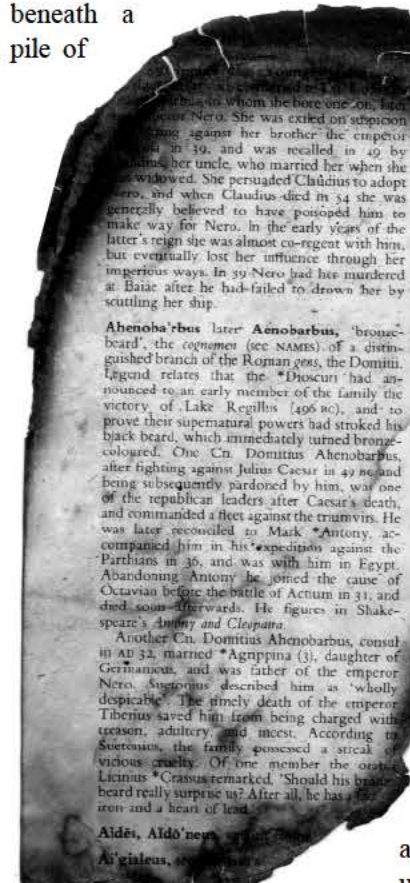 beneath a
pile of
whom she bore one son, later
Nero. She was exiled on suspicion
against her brother the emperor
in 39, and was recalled in 49 by
her uncle, who married her when she
widowed. She persuaded Claudius to adopt
Nero, and when Claudius died in 54 she was
generally believed to have poisoned him to
make way for Nero. In the early years of the
latter's reign she was almost co-regent with him,
but eventually lost her influence through her
imperious ways. In 59 Nero had her murdered
at Baiae after he had failed to drown her by
scuttling her ship.
Ahenoba'rbus later Aenobarbus, 'bronze-
beard', the cognomen (see NAMES) of a distin-
guished branch of the Roman gens, the Domitii.
Legend relates that the *Dioscuri had an-
nounced to an early member of the family the
victory of Lake Regillus (496 BC), and to
prove their supernatural powers had stroked his
black beard, which immediately turned bronze-
coloured. One Cn. Domitius Ahenobarbus,
after fighting against Julius Caesar in 49 BC and
being subsequently pardoned by him, was one
of the republican leaders after Caesar's death,
and commanded a fleet against the triumvirs. He
was later reconciled to Mark *Antony, ac-
companied him in his expedition against the
Parthians in 36, and was with him in Egypt.
Abandoning Antony he joined the cause of
Octavian before the battle of Actium in 31, and
died soon afterwards. He figures in Shake-
speare's Antony and Cleopatra.
Another Cn. Domitius Ahenobarbus, consul
in AD 32, married *Agrippina (3), daughter of
Germanicus, and was father of the emperor
Nero. Suetonius described him as 'wholly
despicable'. The timely death of the emperor
Tiberius saved him from being charged with
treason, adultery, and incest. According to
Suetonius, the family possessed a streak of
vicious cruelty. Of one member the orator
Licinius *Crassus remarked, 'Should his bronze
beard really surprise us? After all, he has a face
iron and a heart of lead.
Aïdēs, Aïdō'neus,
Ai'gialeus,
a